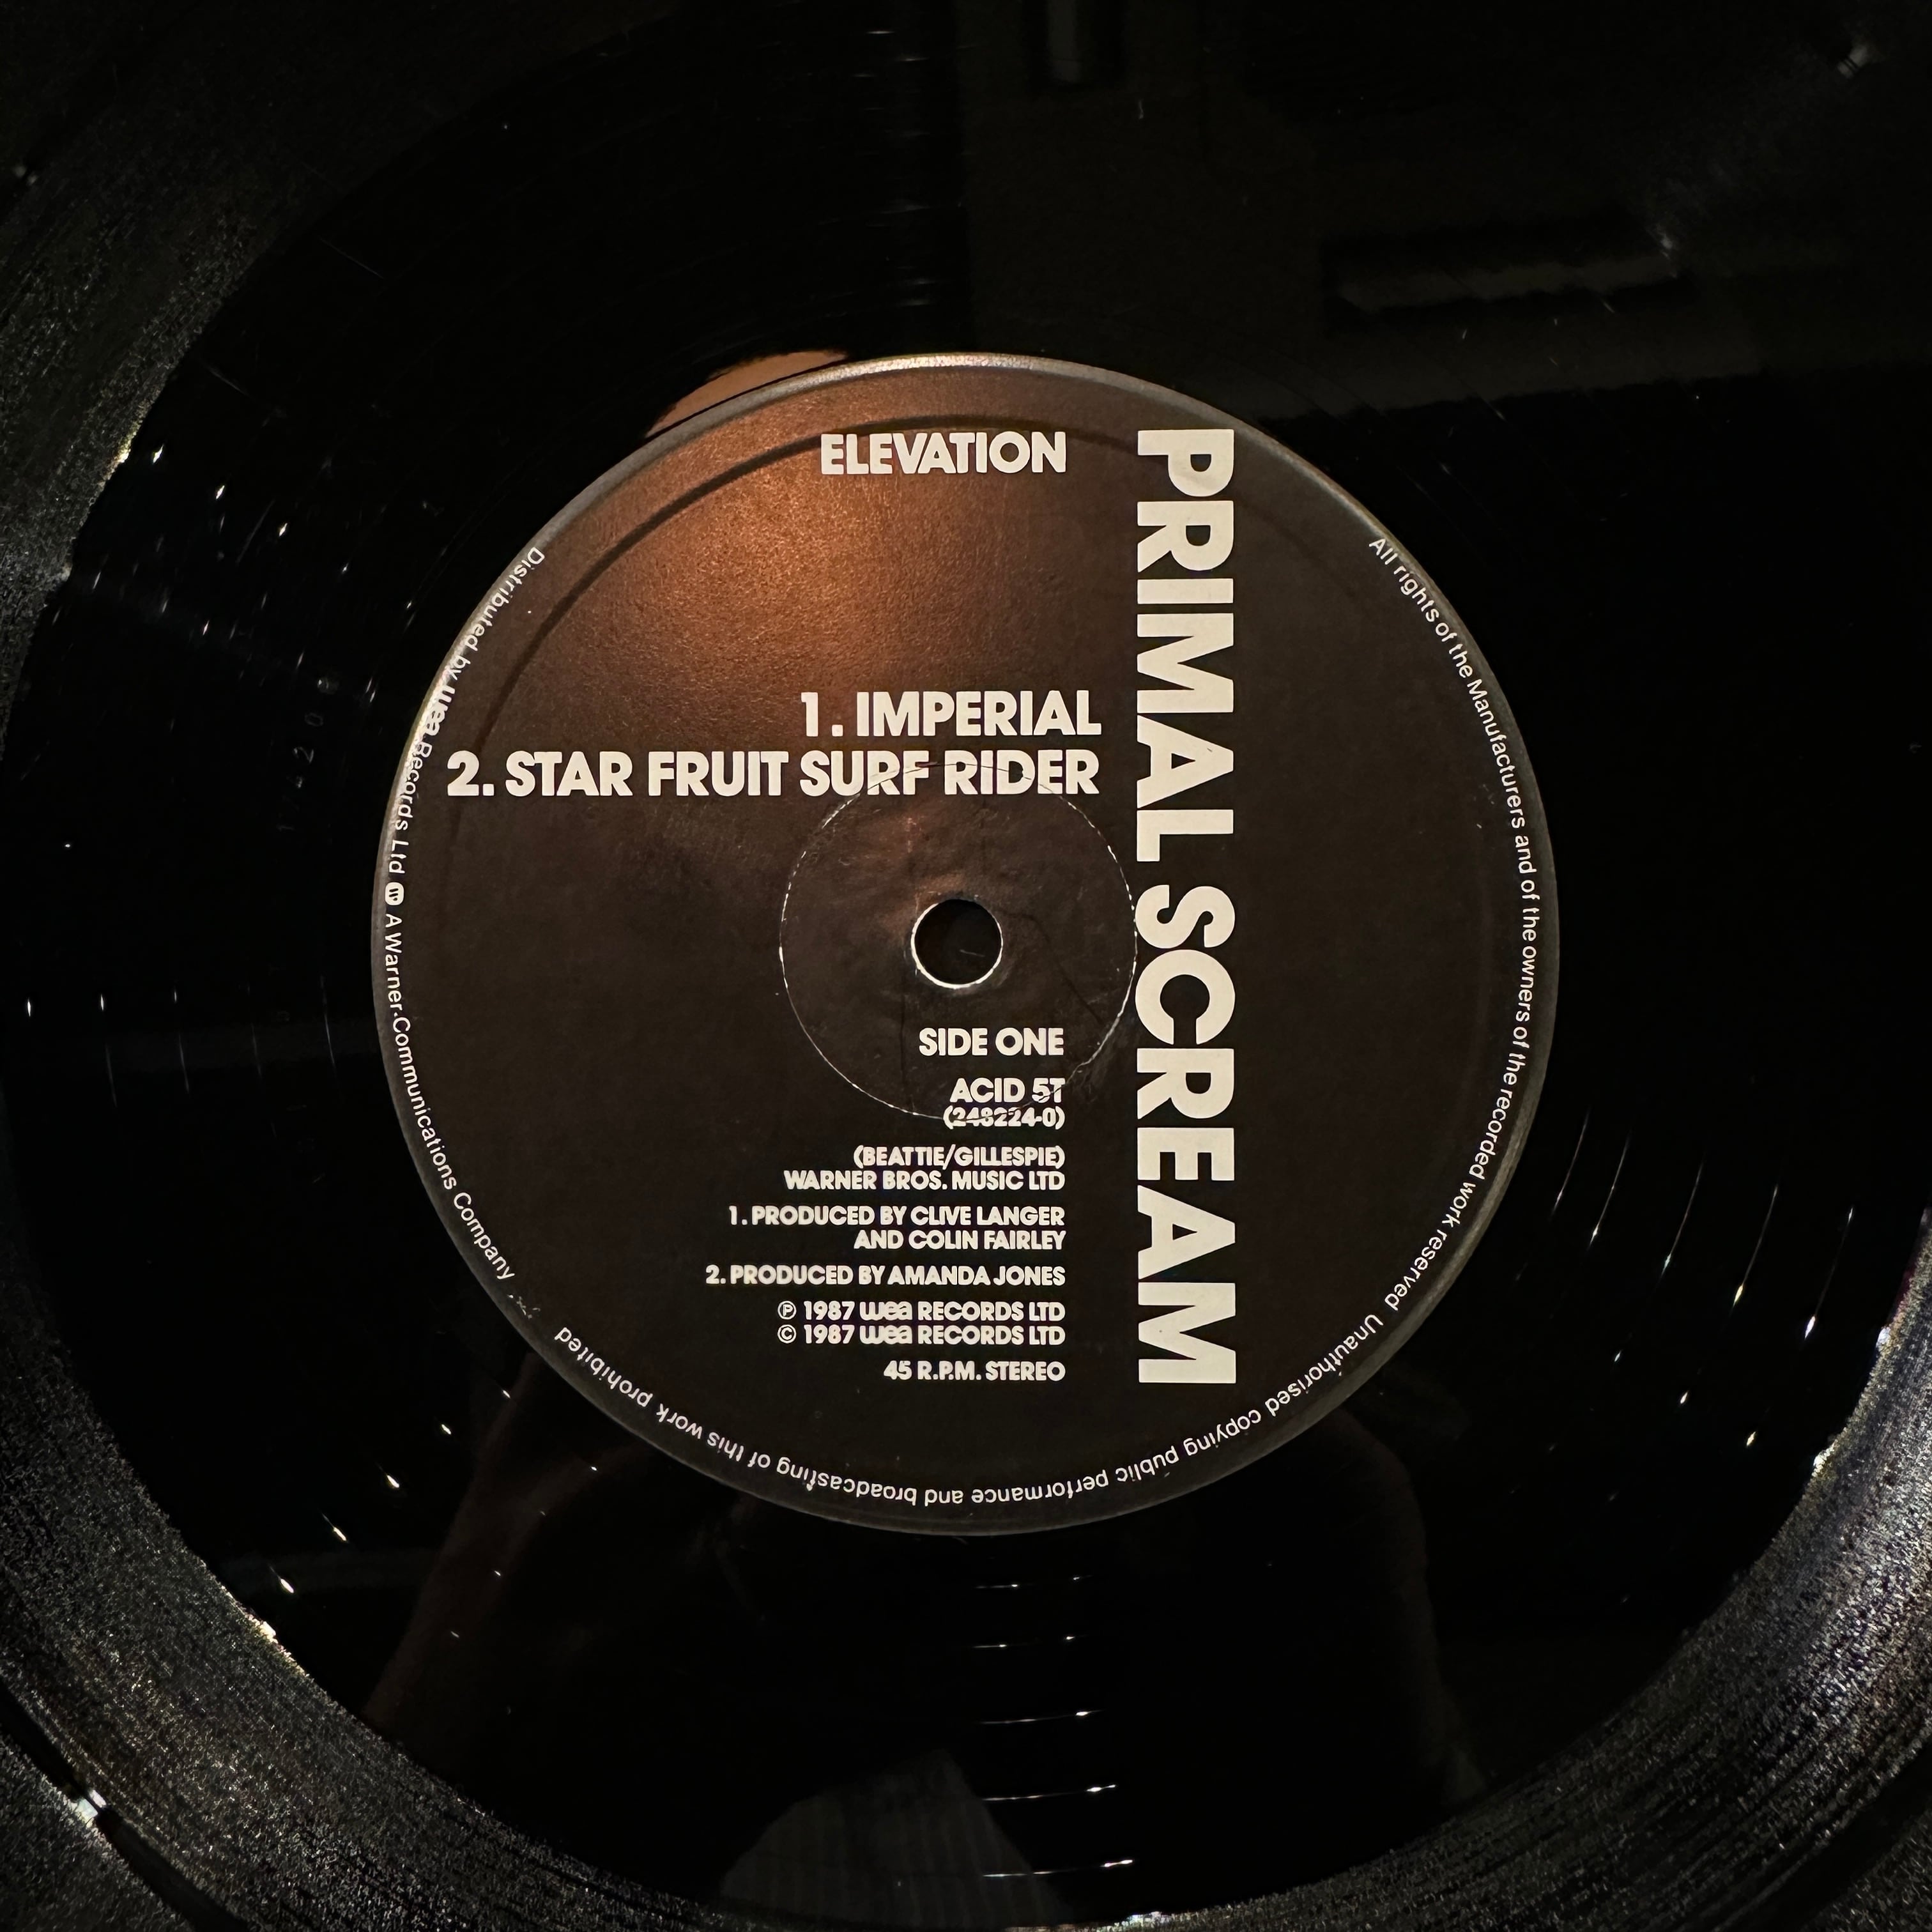 ELEVATION
PRIMAL SCREAM
1. IMPERIAL
2. STAR FRUIT SURF RIDER
SIDE ONE
ACID 5T
(248224-0)
(BEATTIE/GILLESPIE)
WARNER BROS. MUSIC LTD
1. PRODUCED BY CLIVE LANGER
AND COLIN FAIRLEY
2. PRODUCED BY AMANDA JONES
℗ 1987 wea RECORDS LTD
© 1987 wea RECORDS LTD
45 R.P.M. STEREO
Distributed by wea Records Ltd A Warner Communications Company
All rights of the Manufacturers and of the owners of the recorded work reserved Unauthorised copying public performance and broadcasting of this work prohibited